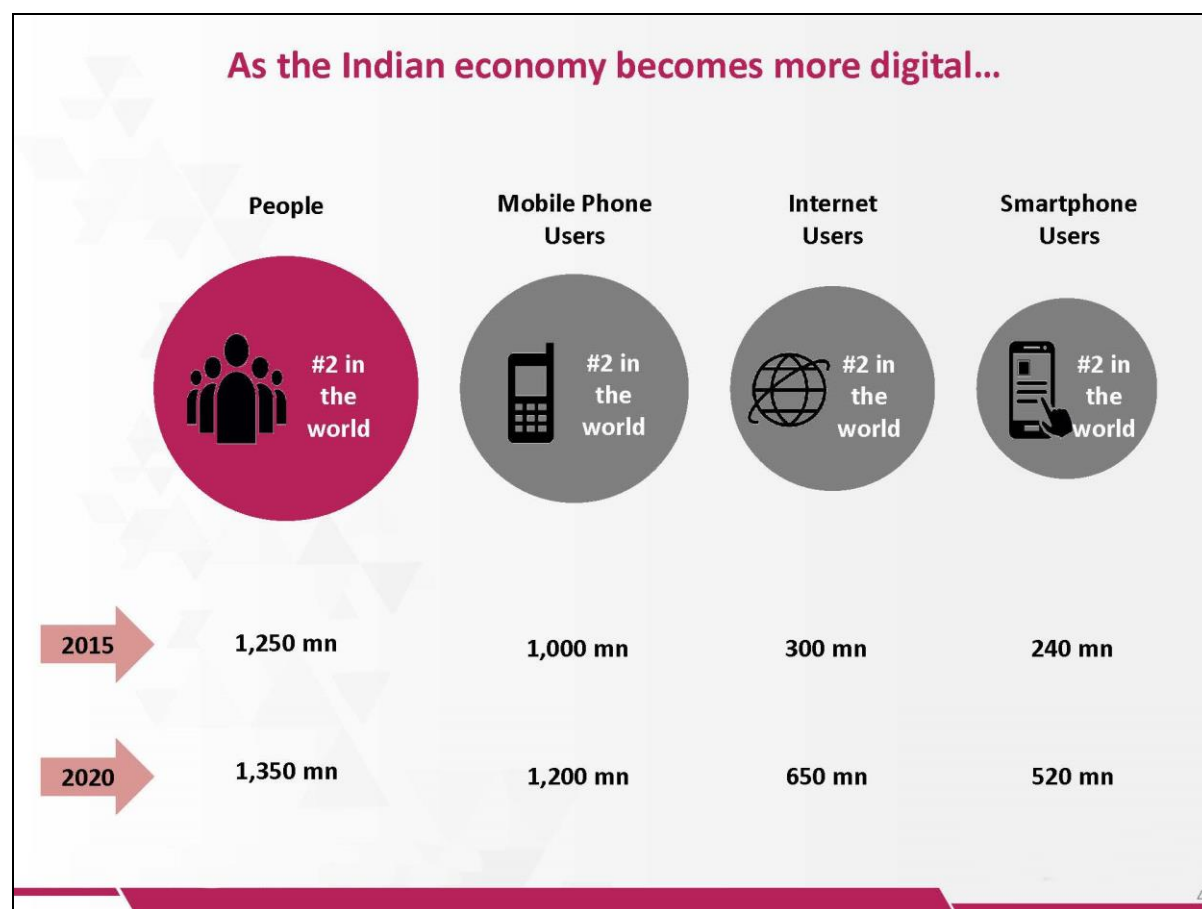 As the Indian economy becomes more digital...
People
Mobile Phone
Users
Internet
Users
Smartphone
Users
#2 in
the
world
#2 in
the
world
#2 in
the
world
#2 in
the
world
2015
1,250 mn
1,000 mn
300 mn
240 mn
2020
1,350 mn
1,200 mn
650 mn
520 mn